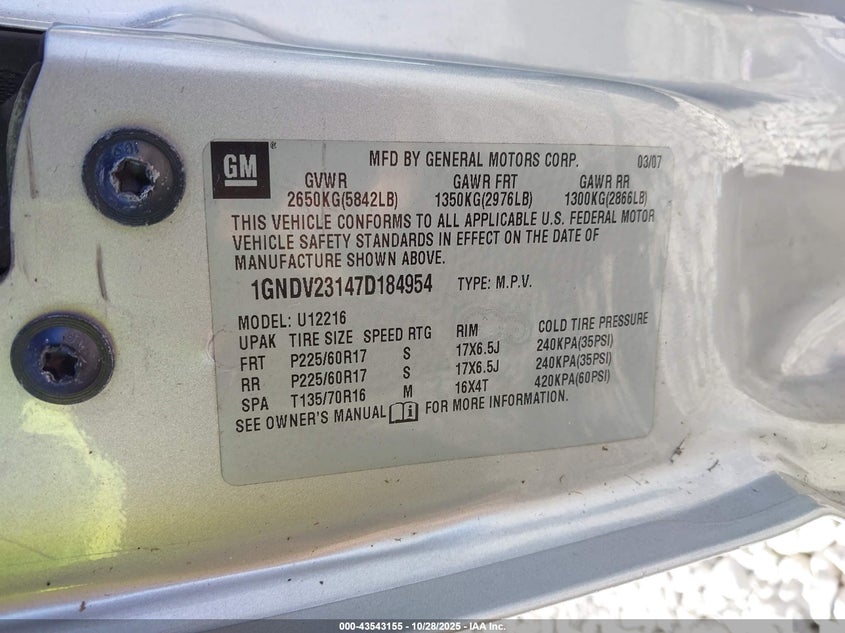 GM ® MFD BY GENERAL MOTORS CORP. 03/07
GVWR GAWR FRT GAWR RR
2650KG(5842LB) 1350KG(2976LB) 1300KG(2866LB)
THIS VEHICLE CONFORMS TO ALL APPLICABLE U.S. FEDERAL MOTOR
VEHICLE SAFETY STANDARDS IN EFFECT ON THE DATE OF
MANUFACTURE SHOWN ABOVE.
1GNDV23147D184954 TYPE: M.P.V.
MODEL: U12216
UPAK TIRE SIZE SPEED RTG RIM COLD TIRE PRESSURE
FRT P225/60R17 S 17X6.5J 240KPA(35PSI)
RR P225/60R17 S 17X6.5J 240KPA(35PSI)
SPA T135/70R16 M 16X4T 420KPA(60PSI)
SEE OWNER'S MANUAL FOR MORE INFORMATION.
000-43543155 - 10/28/2025 - IAA Inc.